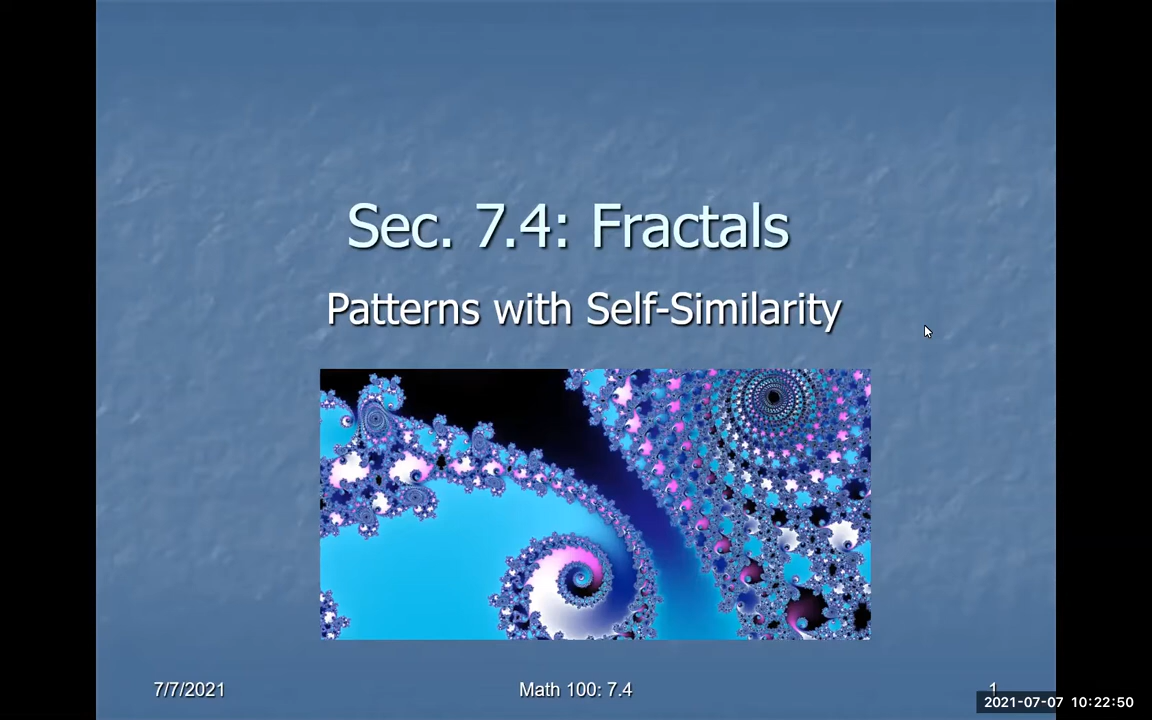 Sec. 7.4: Fractals
Patterns with Self-Similarity
7/7/2021
Math 100: 7.4
1
2021-07-07 10:22:50